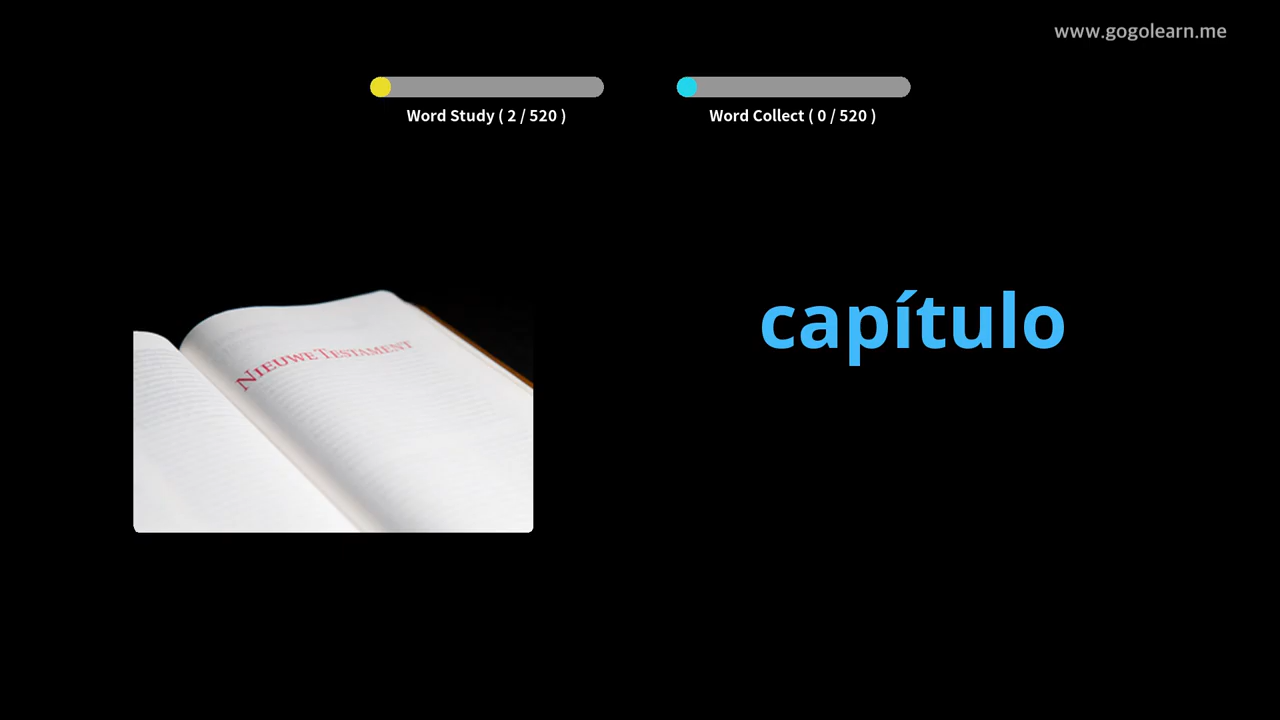 www.gogolearn.me
Word Study ( 2 / 520 )
Word Collect ( 0 / 520 )
capítulo
NIEUWE TESTAMENT